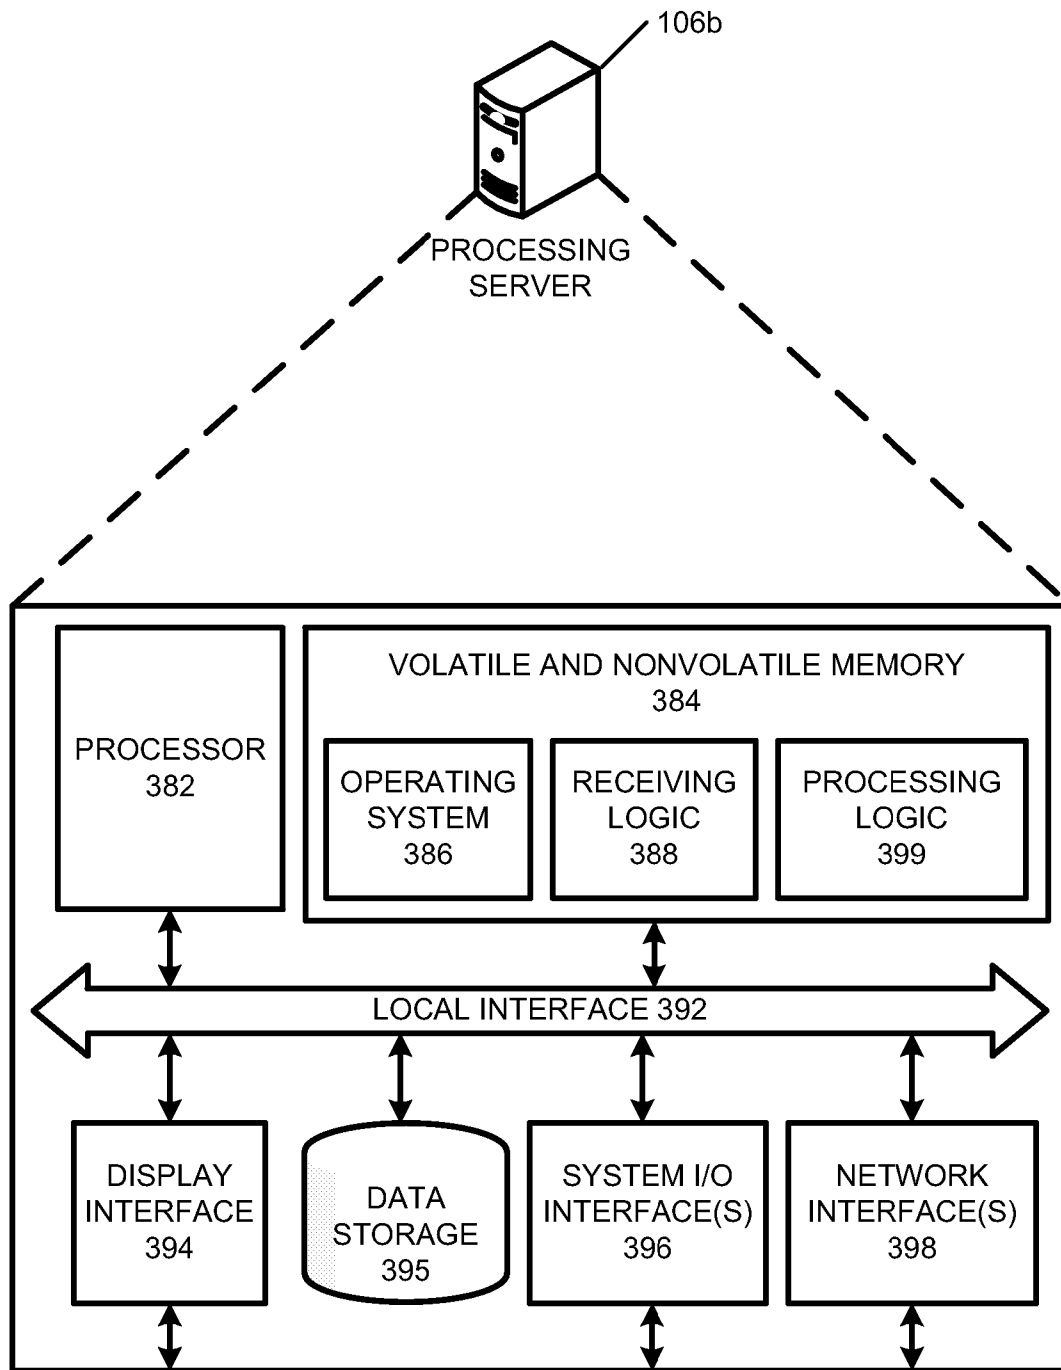 106b
PROCESSING
SERVER
PROCESSOR
382
VOLATILE AND NONVOLATILE MEMORY
384
OPERATING
SYSTEM
386
RECEIVING
LOGIC
388
PROCESSING
LOGIC
399
LOCAL INTERFACE 392
DISPLAY
INTERFACE
394
DATA
STORAGE
395
SYSTEM I/O
INTERFACE(S)
396
NETWORK
INTERFACE(S)
398